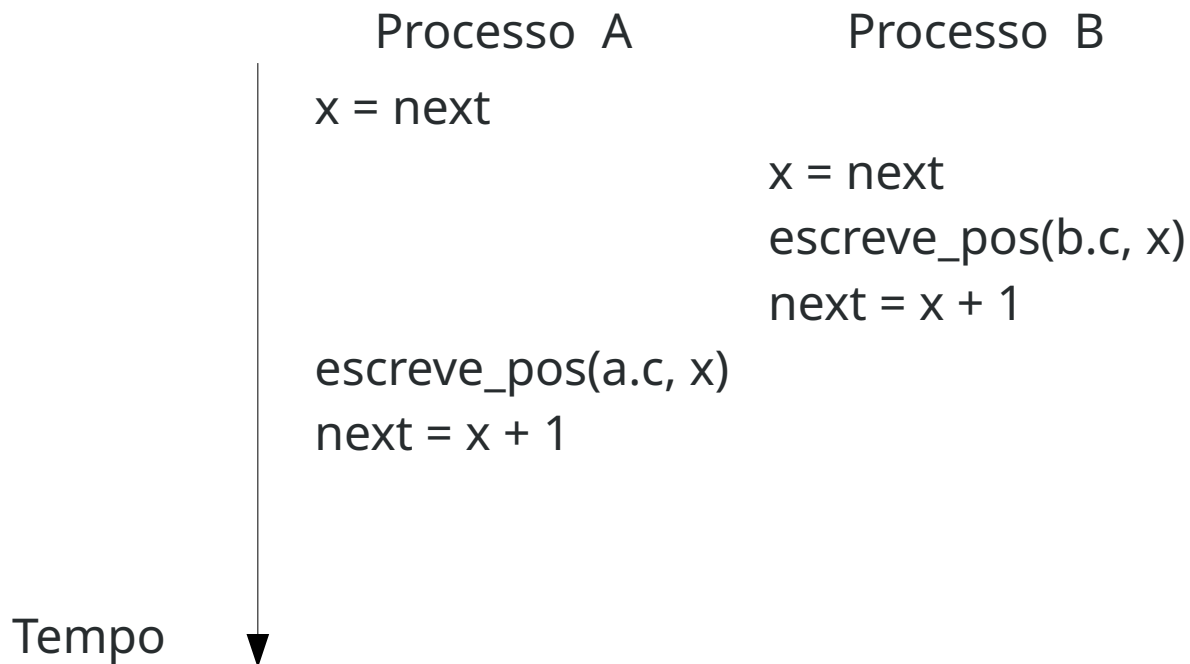 Processo A
Processo B
x = next
x = next
escreve_pos(b.c, x)
next = x + 1
escreve_pos(a.c, x)
next = x + 1
Tempo